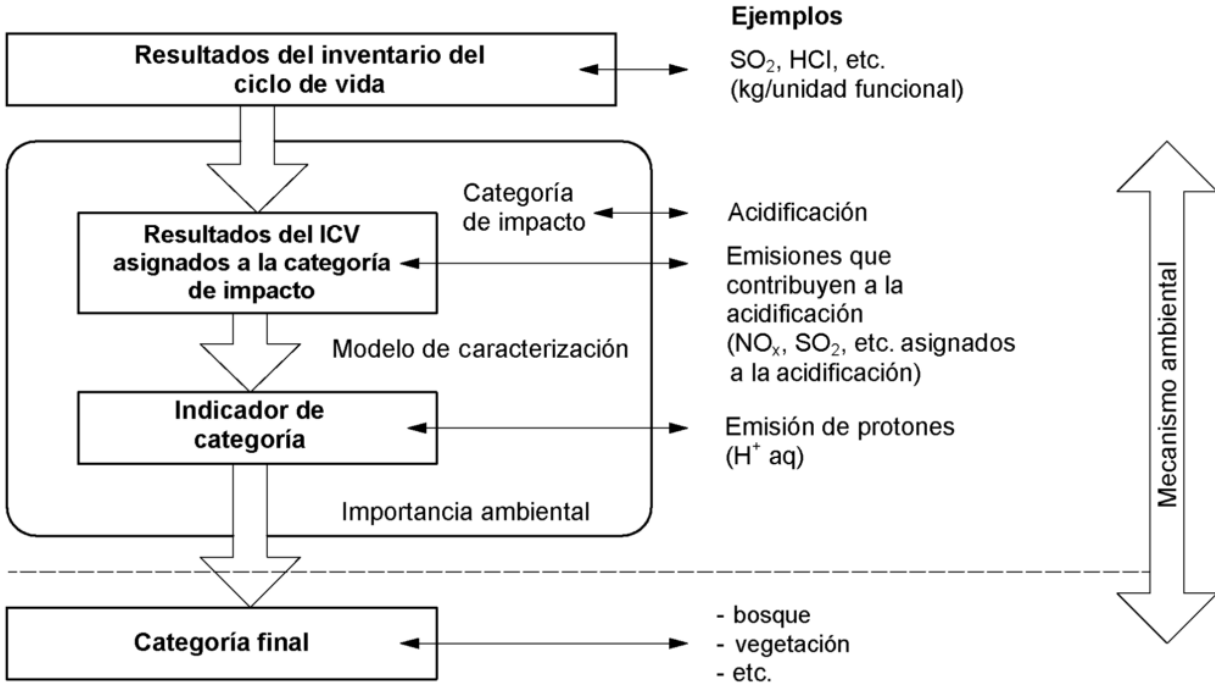 Ejemplos
Resultados del inventario del
ciclo de vida
SO₂, HCl, etc.
(kg/unidad funcional)
Categoría
de impacto
Acidificación
Resultados del ICV
asignados a la categoría
de impacto
Emisiones que
contribuyen a la
acidificación
(NOₓ, SO₂, etc. asignados
a la acidificación)
Modelo de caracterización
Indicador de
categoría
Emisión de protones
(H⁺ aq)
Importancia ambiental
Mecanismo ambiental
Categoría final
- bosque
- vegetación
- etc.